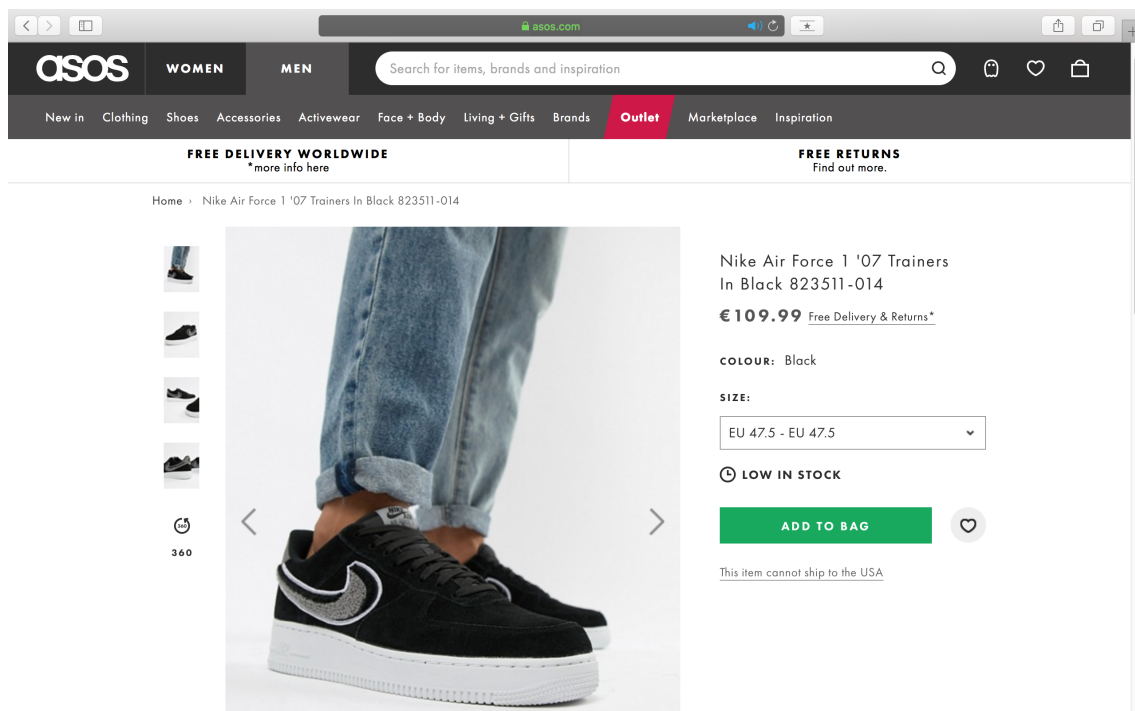 asos.com
asos
WOMEN
MEN
Search for items, brands and inspiration
New in
Clothing
Shoes
Accessories
Activewear
Face + Body
Living + Gifts
Brands
Outlet
Marketplace
Inspiration
FREE DELIVERY WORLDWIDE
*more info here
FREE RETURNS
Find out more.
Home › Nike Air Force 1 '07 Trainers In Black 823511-014
360
360
Nike Air Force 1 '07 Trainers
In Black 823511-014
€109.99 Free Delivery & Returns*
COLOUR: Black
SIZE:
EU 47.5 - EU 47.5
LOW IN STOCK
ADD TO BAG
This item cannot ship to the USA